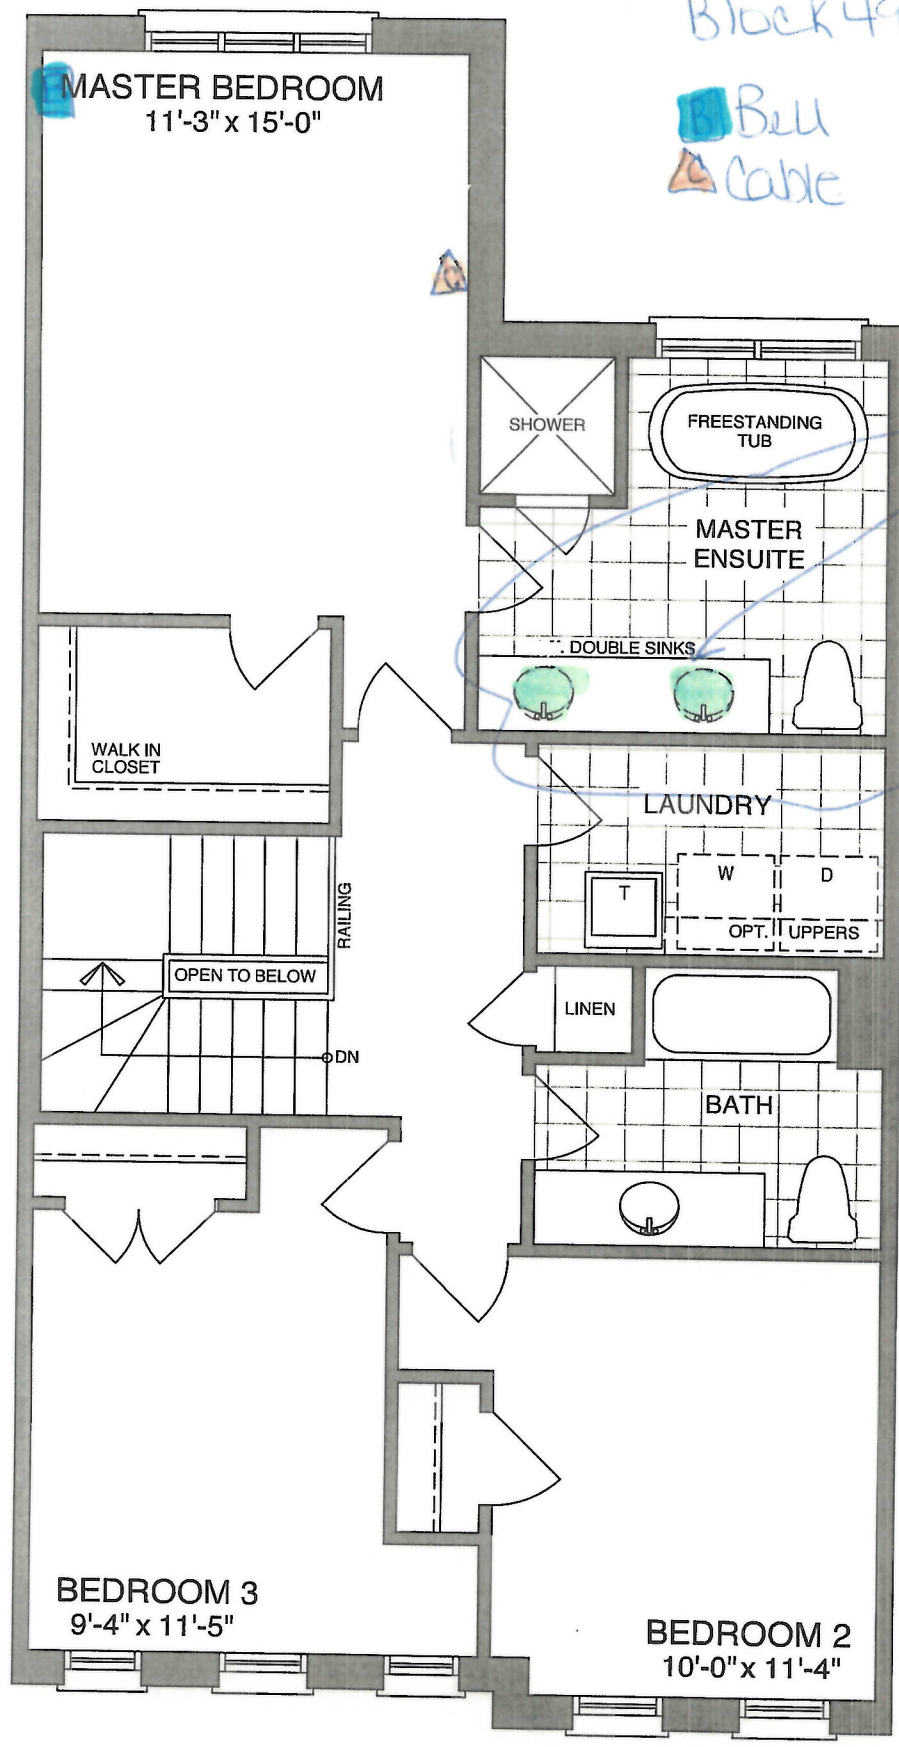 Block 49
MASTER BEDROOM
11'-3" x 15'-0"
B Bell
C Cable
C
SHOWER
FREESTANDING
TUB
MASTER
ENSUITE
DOUBLE SINKS
WALK IN
CLOSET
LAUNDRY
T
W
D
OPT. UPPERS
RAILING
OPEN TO BELOW
DN
LINEN
BATH
BEDROOM 3
9'-4" x 11'-5"
BEDROOM 2
10'-0" x 11'-4"